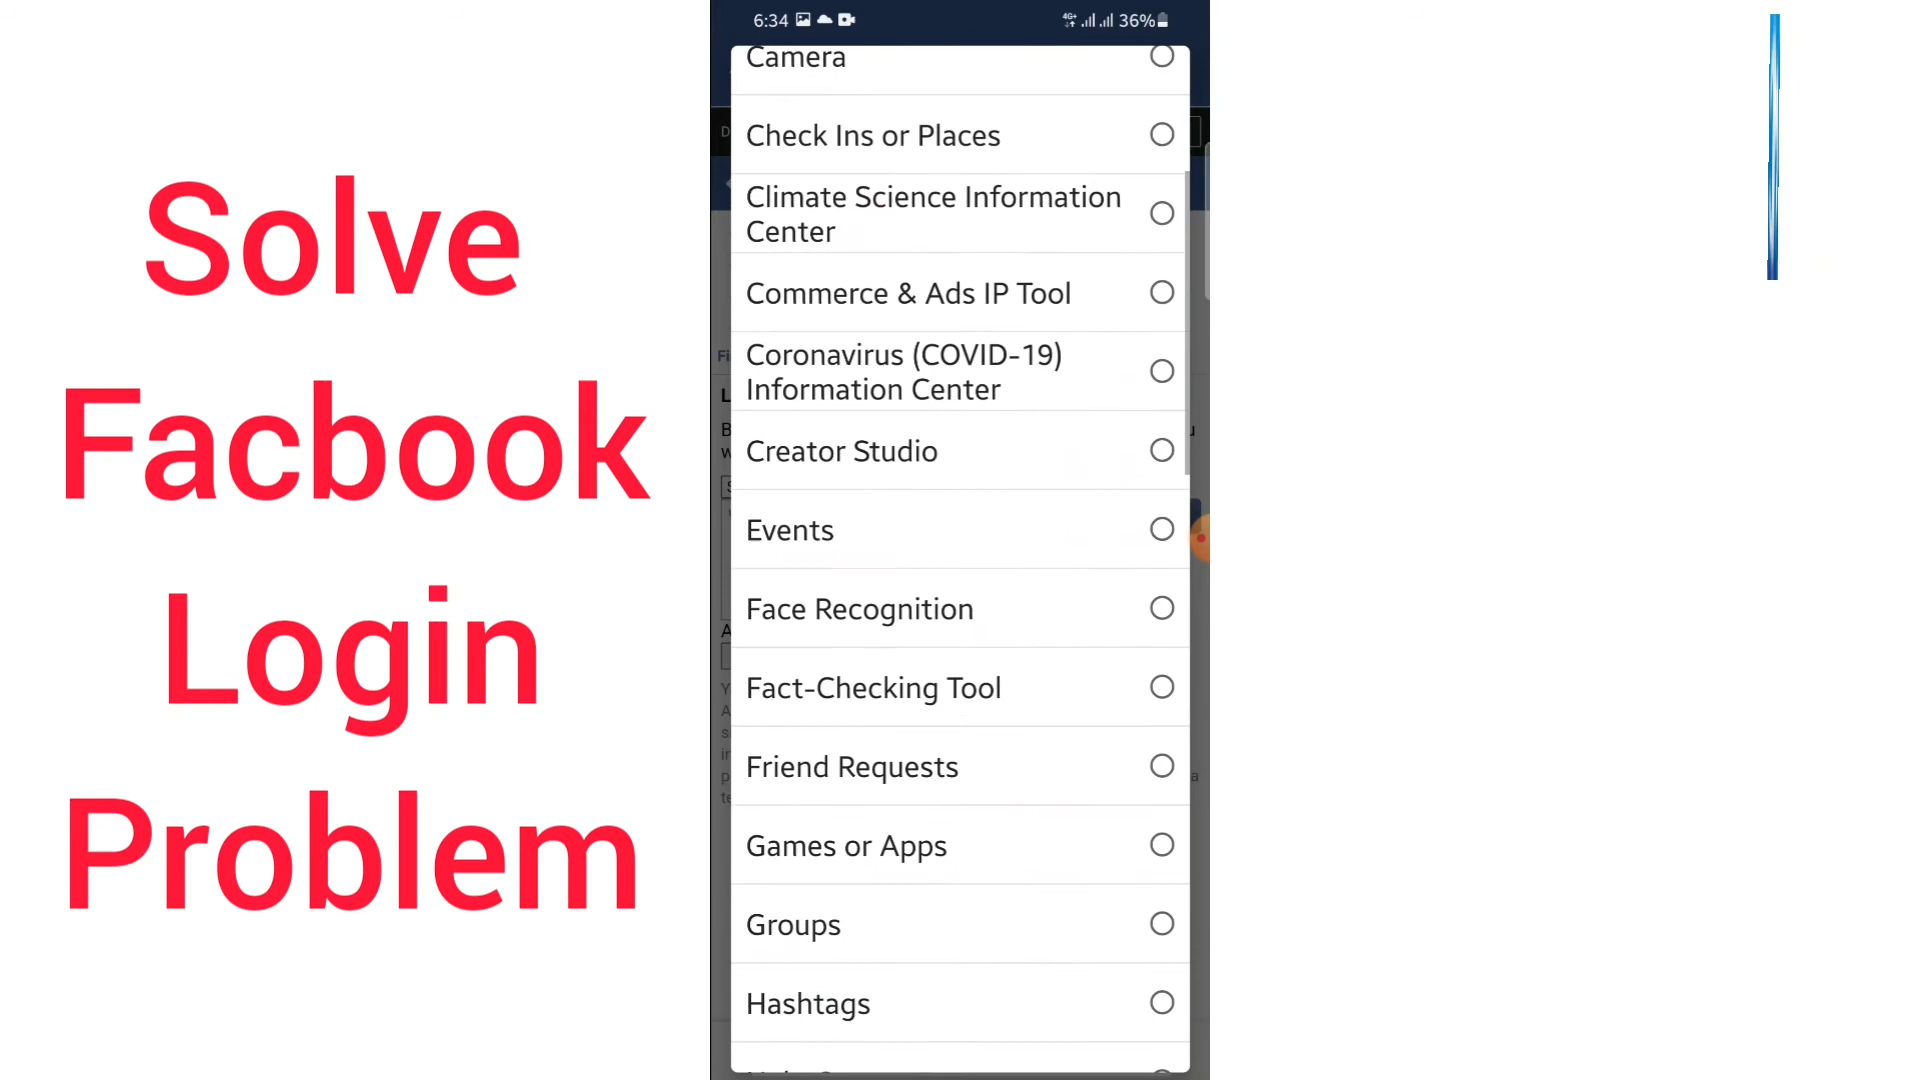 Solve
Facbook
Login
Problem
6:34
4G+
36%
Camera
Check Ins or Places
Climate Science Information
Center
Commerce & Ads IP Tool
Coronavirus (COVID-19)
Information Center
Creator Studio
Events
Face Recognition
Fact-Checking Tool
Friend Requests
Games or Apps
Groups
Hashtags